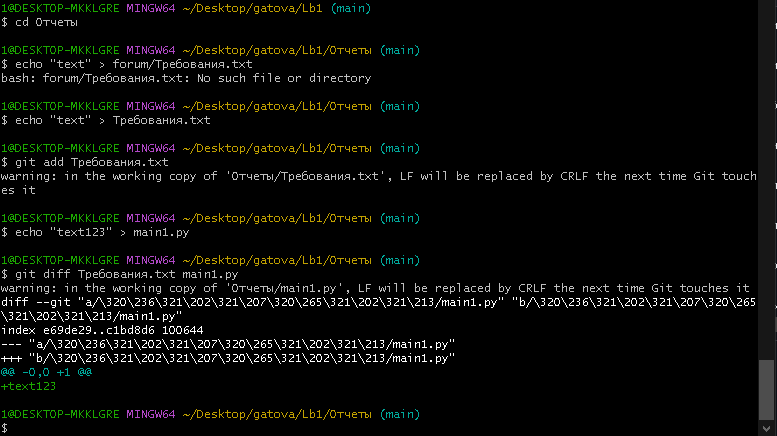 1@DESKTOP-MKKLGRE MINGW64 ~/Desktop/gatova/Lb1 (main)
$ cd Отчеты
1@DESKTOP-MKKLGRE MINGW64 ~/Desktop/gatova/Lb1/Отчеты (main)
$ echo "text" > forum/Требования.txt
bash: forum/Требования.txt: No such file or directory
1@DESKTOP-MKKLGRE MINGW64 ~/Desktop/gatova/Lb1/Отчеты (main)
$ echo "text" > Требования.txt
1@DESKTOP-MKKLGRE MINGW64 ~/Desktop/gatova/Lb1/Отчеты (main)
$ git add Требования.txt
warning: in the working copy of 'Отчеты/Требования.txt', LF will be replaced by CRLF the next time Git touch
es it
1@DESKTOP-MKKLGRE MINGW64 ~/Desktop/gatova/Lb1/Отчеты (main)
$ echo "text123" > main1.py
1@DESKTOP-MKKLGRE MINGW64 ~/Desktop/gatova/Lb1/Отчеты (main)
$ git diff Требования.txt main1.py
warning: in the working copy of 'Отчеты/main1.py', LF will be replaced by CRLF the next time Git touches it
diff --git "a/\320\236\321\202\321\207\320\265\321\202\321\213/main1.py" "b/\320\236\321\202\321\207\320\265
\321\202\321\213/main1.py"
index e69de29..c1bd8d6 100644
--- "a/\320\236\321\202\321\207\320\265\321\202\321\213/main1.py"
+++ "b/\320\236\321\202\321\207\320\265\321\202\321\213/main1.py"
@@ -0,0 +1 @@
+text123
1@DESKTOP-MKKLGRE MINGW64 ~/Desktop/gatova/Lb1/Отчеты (main)
$